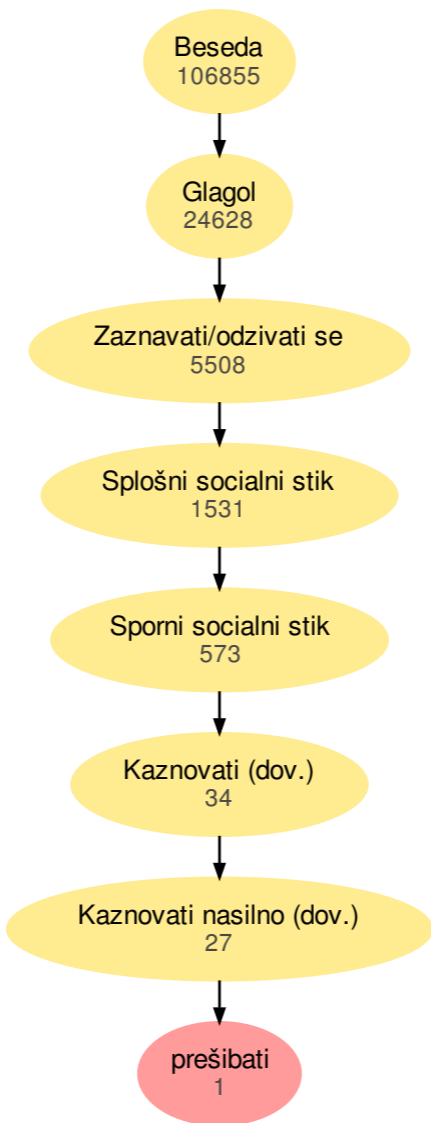 Beseda
106855
Glagol
24628
Zaznavati/odzivati se
5508
Splošni socialni stik
1531
Sporni socialni stik
573
Kaznovati (dov.)
34
Kaznovati nasilno (dov.)
27
prešibati
1